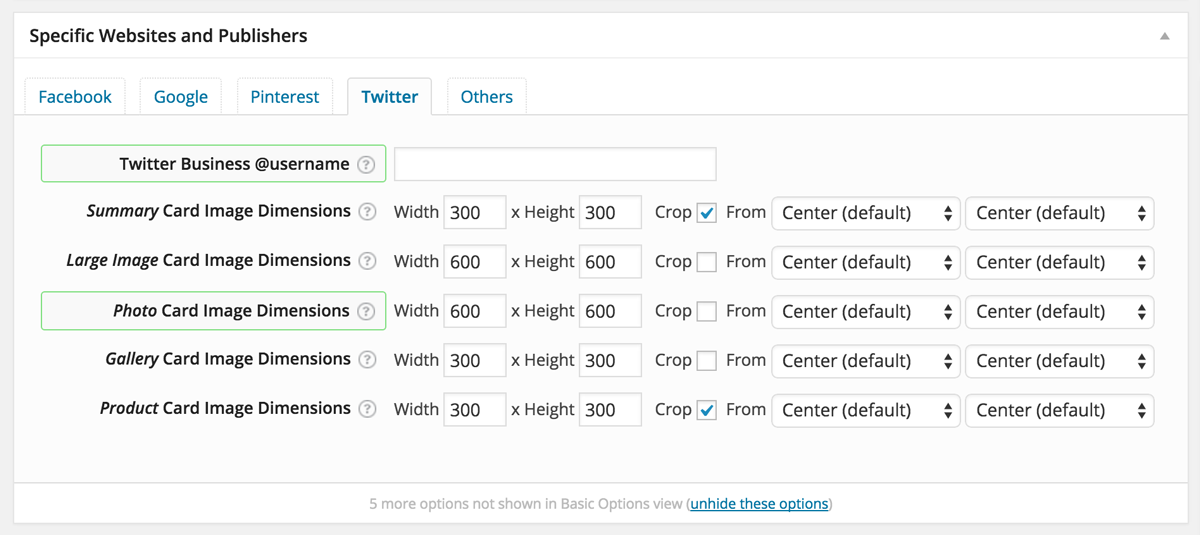 Specific Websites and Publishers
Facebook Google Pinterest Twitter Others
Twitter Business @username ?
Summary Card Image Dimensions ? Width 300 x Height 300 Crop From Center (default) Center (default)
Large Image Card Image Dimensions ? Width 600 x Height 600 Crop From Center (default) Center (default)
Photo Card Image Dimensions ? Width 600 x Height 600 Crop From Center (default) Center (default)
Gallery Card Image Dimensions ? Width 300 x Height 300 Crop From Center (default) Center (default)
Product Card Image Dimensions ? Width 300 x Height 300 Crop From Center (default) Center (default)
5 more options not shown in Basic Options view (unhide these options)